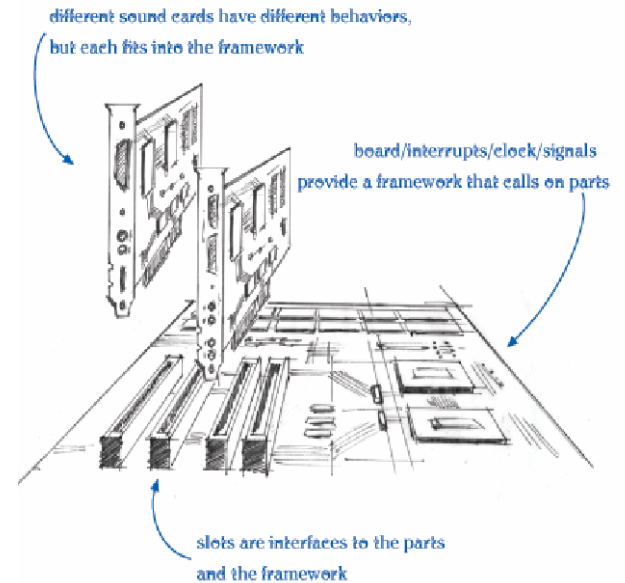 different sound cards have different behaviors,
but each fits into the framework
board/interrupts/clock/signals
provide a framework that calls on parts
slots are interfaces to the parts
and the framework